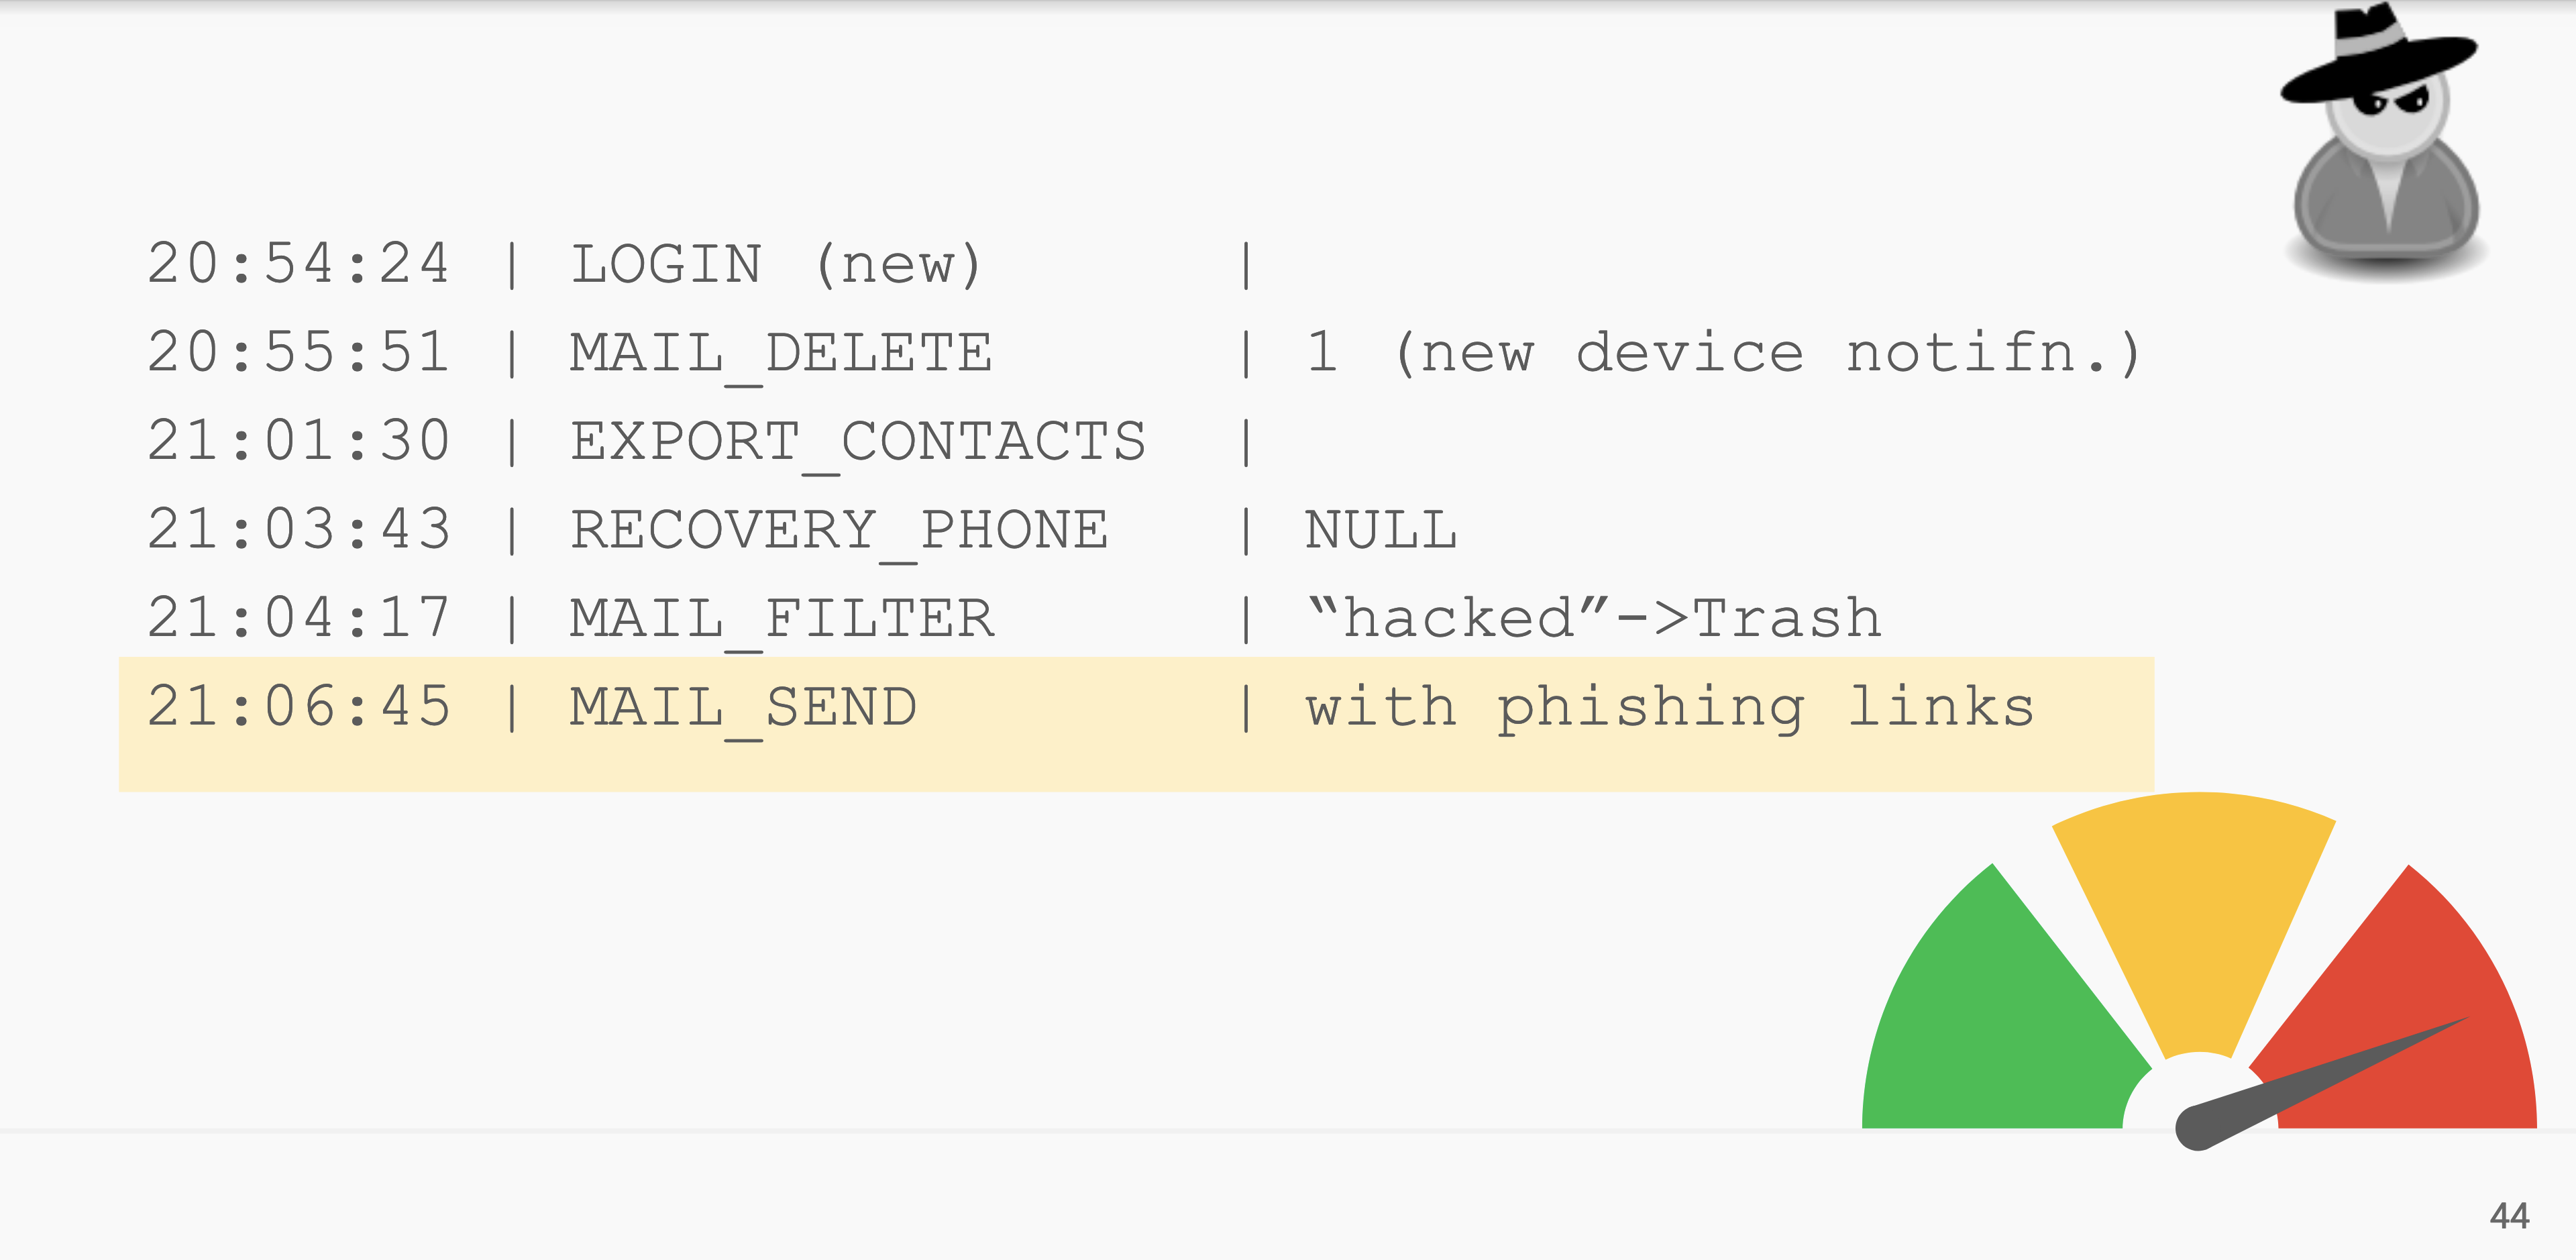 20:54:24 | LOGIN (new) |
20:55:51 | MAIL_DELETE | 1 (new device notifn.)
21:01:30 | EXPORT_CONTACTS |
21:03:43 | RECOVERY_PHONE | NULL
21:04:17 | MAIL_FILTER | “hacked”->Trash
21:06:45 | MAIL_SEND | with phishing links
44